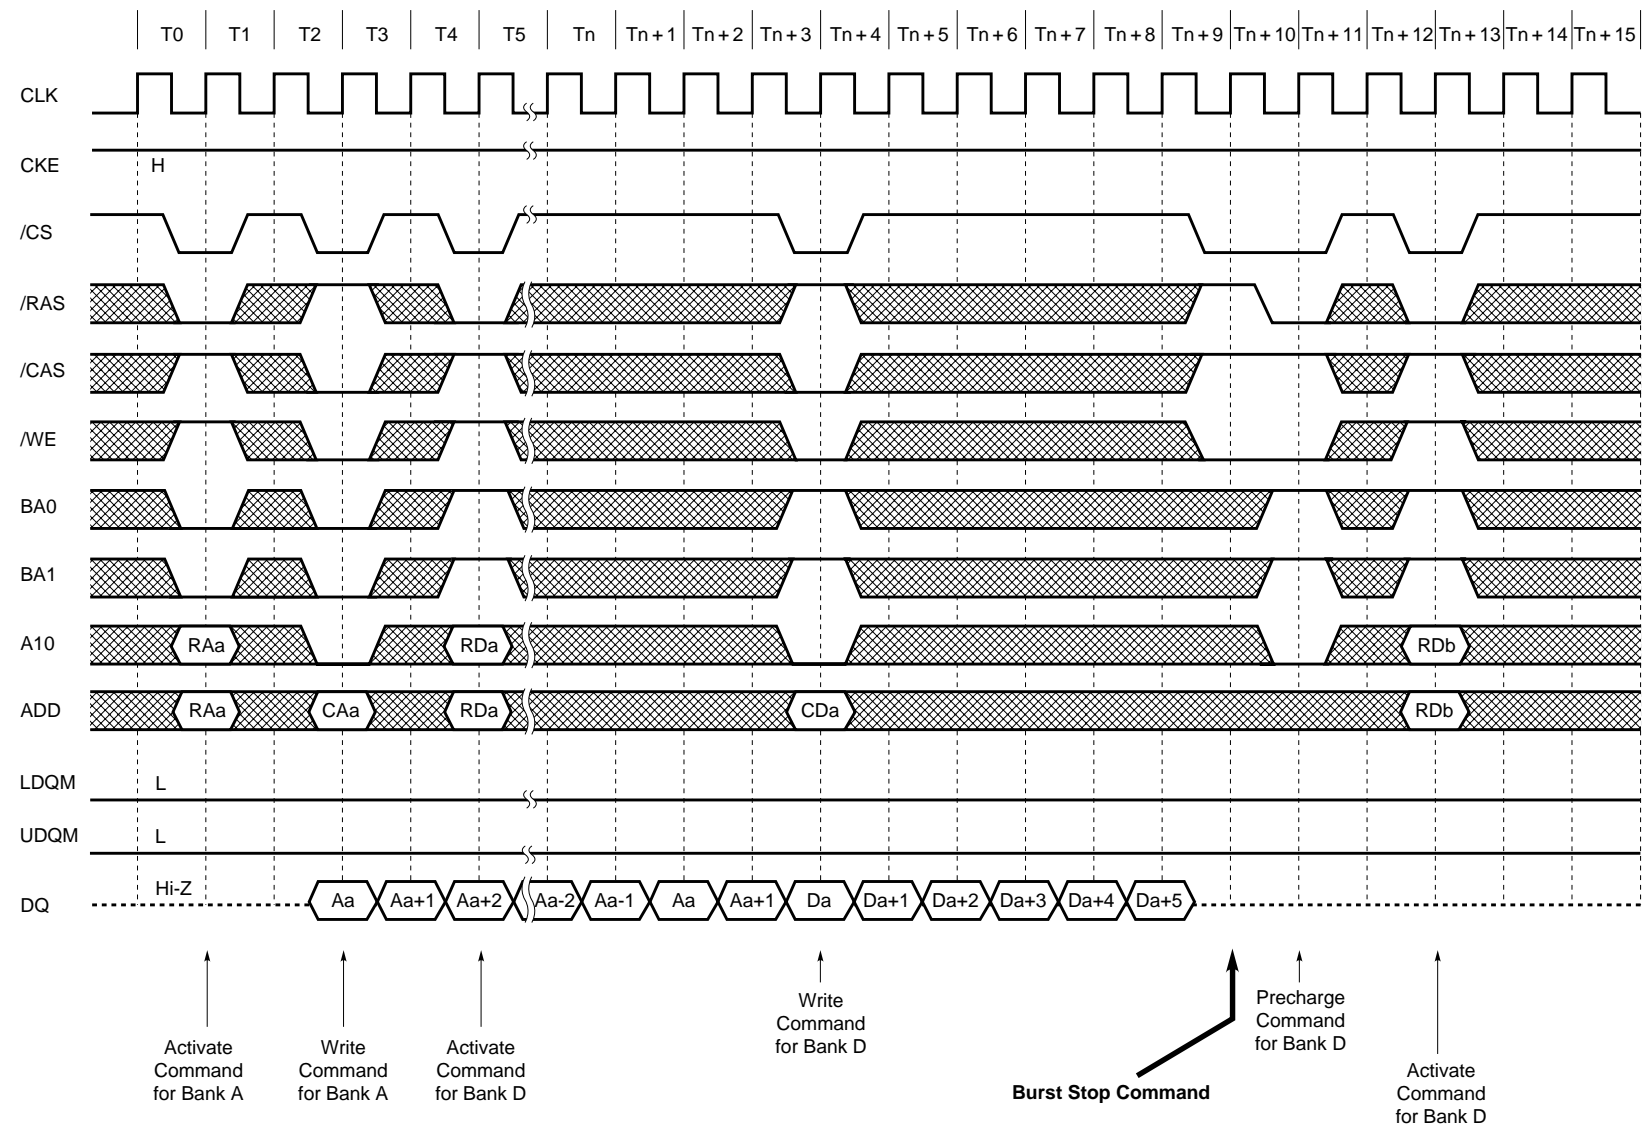 T0 T1 T2 T3 T4 T5 Tn Tn + 1 Tn + 2 Tn + 3 Tn + 4 Tn + 5 Tn + 6 Tn + 7 Tn + 8 Tn + 9 Tn + 10 Tn + 11 Tn + 12 Tn + 13 Tn + 14 Tn + 15
CLK
CKE H
/CS
/RAS
/CAS
/WE
BA0
BA1
A10 RAa RDa RDb
ADD RAa CAa RDa CDa RDb
LDQM L
UDQM L
DQ Hi-Z Aa Aa+1 Aa+2 Aa-2 Aa-1 Aa Aa+1 Da Da+1 Da+2 Da+3 Da+4 Da+5
Activate
Command
for Bank A
Write
Command
for Bank A
Activate
Command
for Bank D
Write
Command
for Bank D
Burst Stop Command
Precharge
Command
for Bank D
Activate
Command
for Bank D